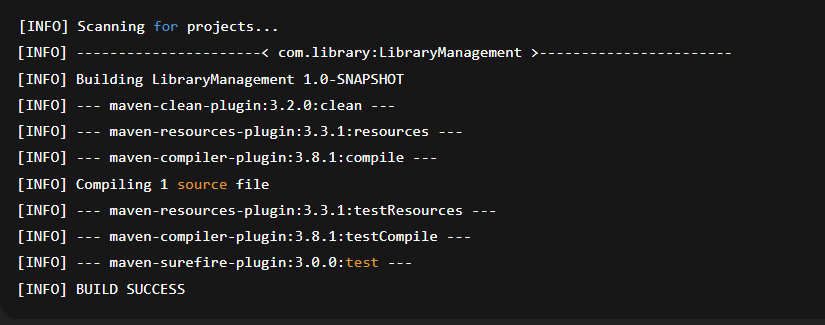 [INFO] Scanning for projects...
[INFO] ----------------------< com.library:LibraryManagement >-----------------------
[INFO] Building LibraryManagement 1.0-SNAPSHOT
[INFO] --- maven-clean-plugin:3.2.0:clean ---
[INFO] --- maven-resources-plugin:3.3.1:resources ---
[INFO] --- maven-compiler-plugin:3.8.1:compile ---
[INFO] Compiling 1 source file
[INFO] --- maven-resources-plugin:3.3.1:testResources ---
[INFO] --- maven-compiler-plugin:3.8.1:testCompile ---
[INFO] --- maven-surefire-plugin:3.0.0:test ---
[INFO] BUILD SUCCESS